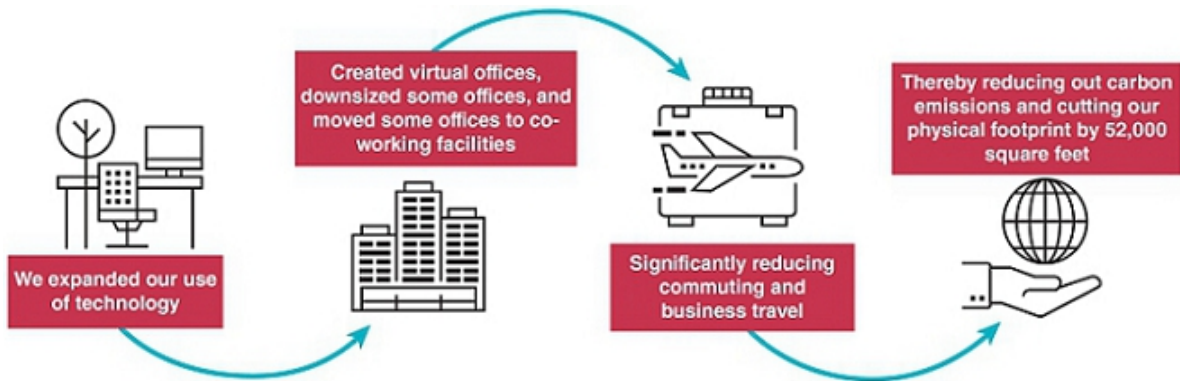 We expanded our use
of technology
Created virtual offices,
downsized some offices, and
moved some offices to co-
working facilities
Significantly reducing
commuting and
business travel
Thereby reducing out carbon
emissions and cutting our
physical footprint by 52,000
square feet